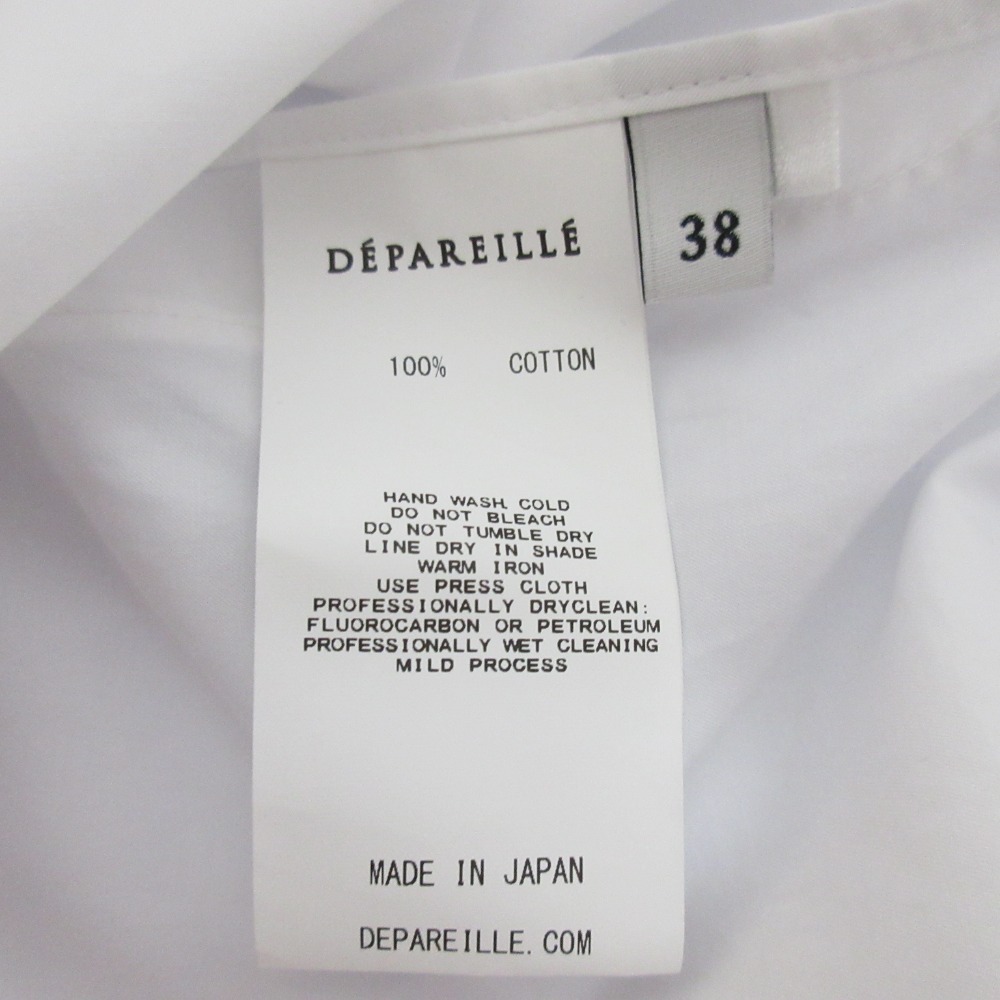 DÉPAREILLÉ
38
100% COTTON
HAND WASH COLD
DO NOT BLEACH
DO NOT TUMBLE DRY
LINE DRY IN SHADE
WARM IRON
USE PRESS CLOTH
PROFESSIONALLY DRYCLEAN:
FLUOROCARBON OR PETROLEUM
PROFESSIONALLY WET CLEANING
MILD PROCESS
MADE IN JAPAN
DEPAREILLE.COM